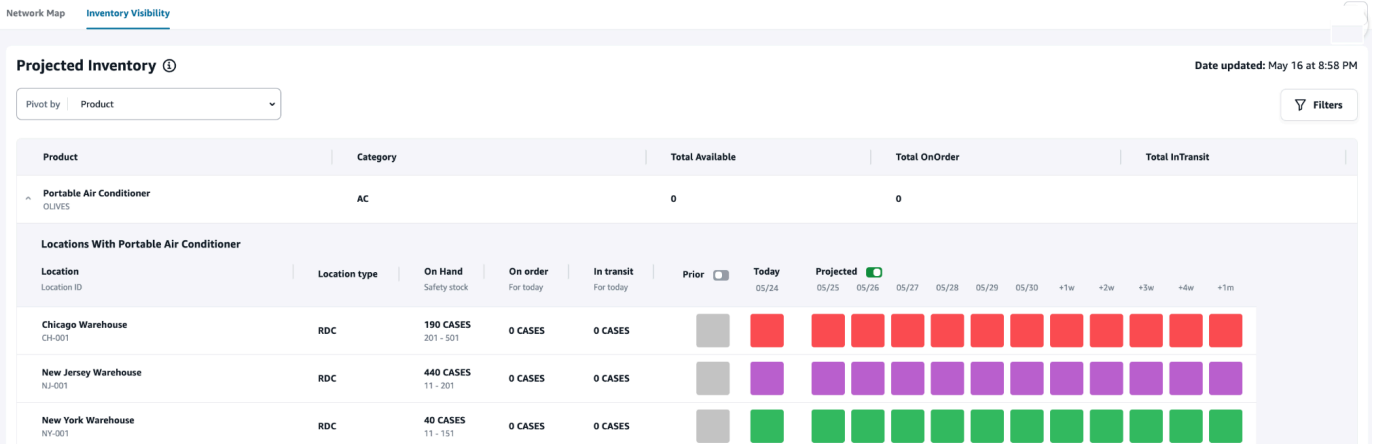 Network Map Inventory Visibility
Projected Inventory
Date updated: May 16 at 8:58 PM
Pivot by Product
Filters
Product Category Total Available Total OnOrder Total InTransit
Portable Air Conditioner AC 0 0
OLIVES
Locations With Portable Air Conditioner
Location Location type On Hand On order In transit Prior Today Projected
Location ID Safety stock For today For today 05/24 05/25 05/26 05/27 05/28 05/29 05/30 +1w +2w +3w +4w +1m
Chicago Warehouse RDC 190 CASES 0 CASES 0 CASES
CH-001 201 - 501
New Jersey Warehouse RDC 440 CASES 0 CASES 0 CASES
NJ-001 11 - 201
New York Warehouse RDC 40 CASES 0 CASES 0 CASES
NY-001 11 - 151